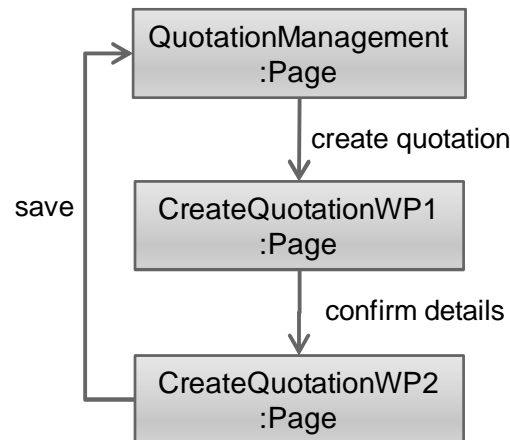 QuotationManagement
:Page
create quotation
save
CreateQuotationWP1
:Page
confirm details
CreateQuotationWP2
:Page